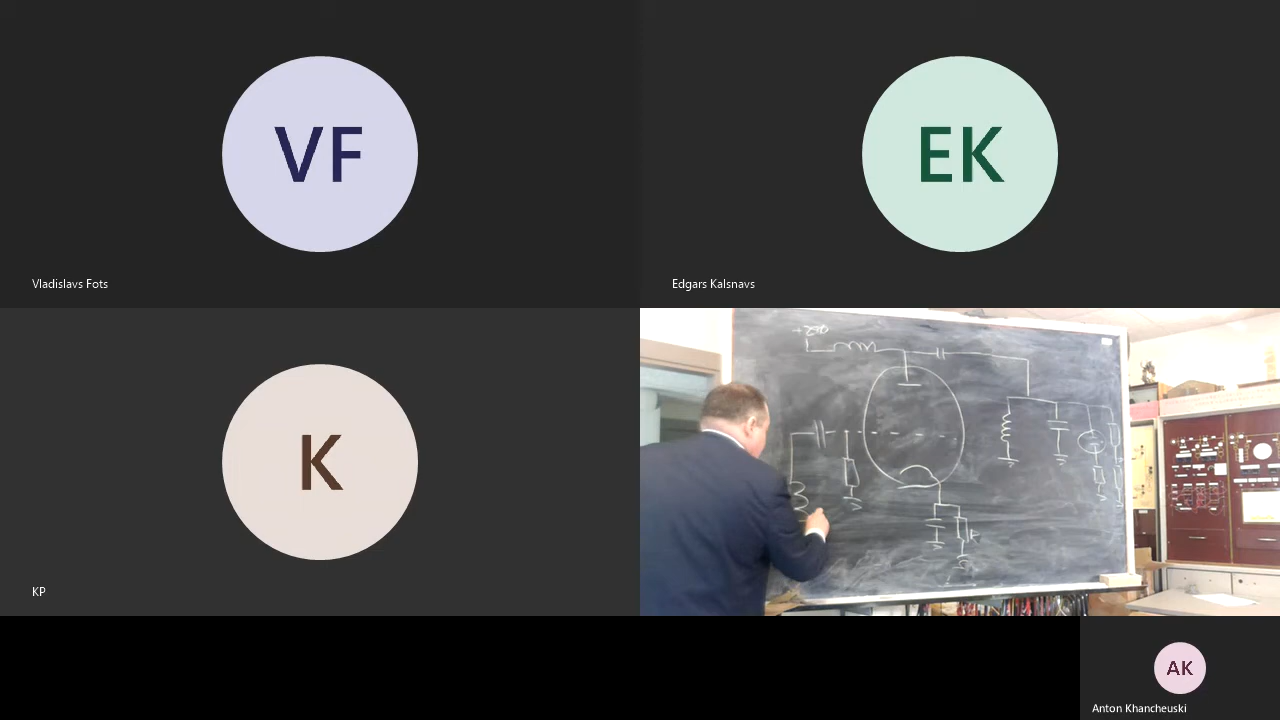 VF
Vladislavs Fots
EK
Edgars Kalsnavs
K
KP
AK
Anton Khancheuski